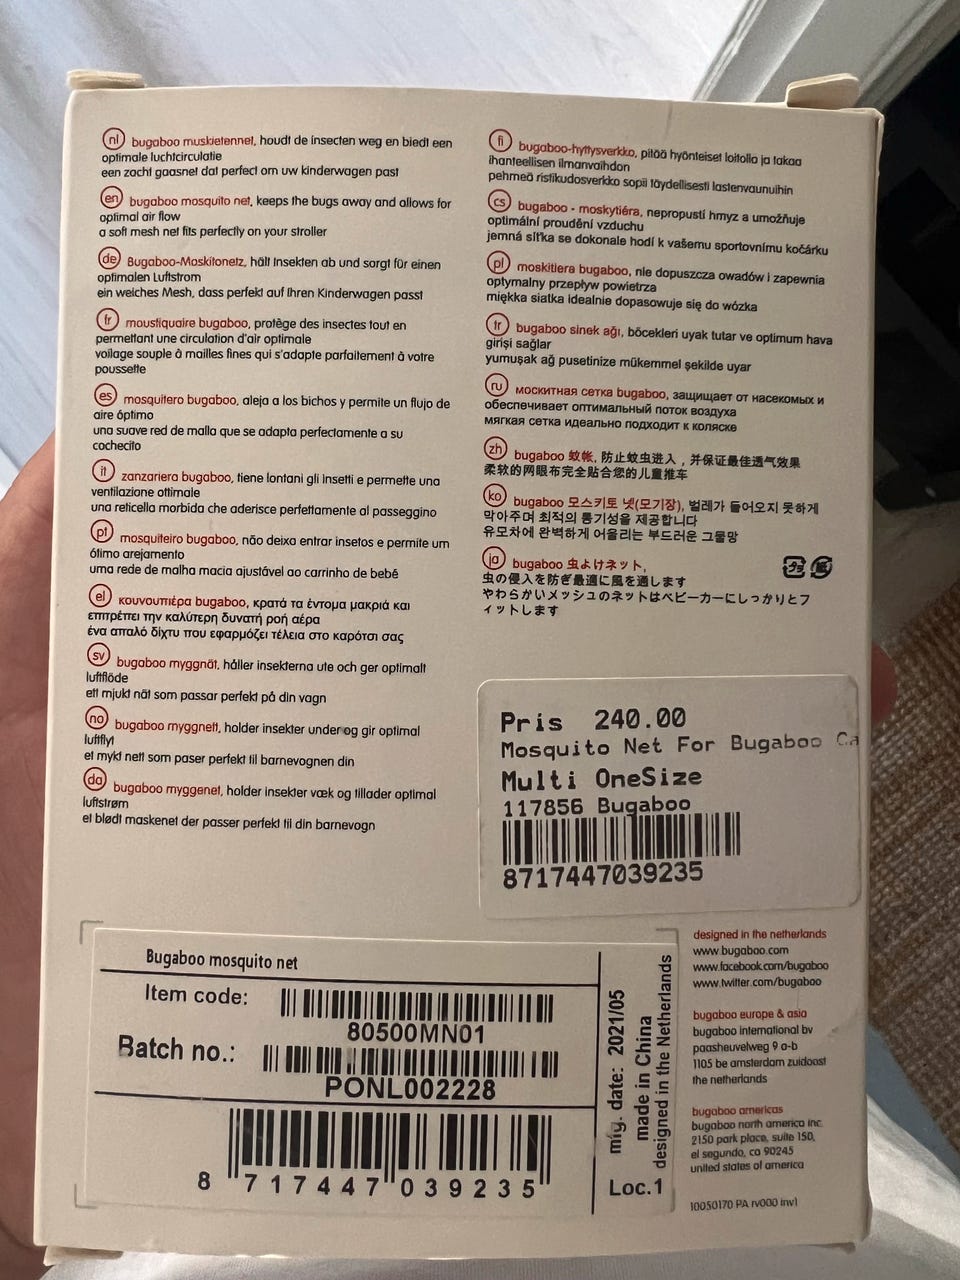 nl bugaboo muskietennet, houdt de insecten weg en biedt een
optimale luchtcirculatie
een zacht gaasnet dat perfect om uw kinderwagen past
en bugaboo mosquito net, keeps the bugs away and allows for
optimal air flow
a soft mesh net fits perfectly on your stroller
de Bugaboo-Moskitonetz, hält Insekten ab und sorgt für einen
optimalen Luftstrom
ein weiches Mesh, dass perfekt auf Ihren Kinderwagen passt
fr moustiquaire bugaboo, protège des insectes tout en
permettant une circulation d'air optimale
voilage souple à mailles fines qui s'adapte parfaitement à votre
poussette
es mosquitero bugaboo, aleja a los bichos y permite un flujo de
aire óptimo
una suave red de malla que se adapta perfectamente a su
cochecito
it zanzariera bugaboo, tiene lontani gli insetti e permette una
ventilazione ottimale
una reticella morbida che aderisce perfettamente al passeggino
pt mosquiteiro bugaboo, não deixa entrar insetos e permite um
ótimo arejamento
uma rede de malha macia ajustável ao carrinho de bebé
el κουνουπιέρα bugaboo, κρατά τα έντομα μακριά και
επιτρέπει την καλύτερη δυνατή ροή αέρα
ένα απαλό δίχτυ που εφαρμόζει τέλεια στο καρότσι σας
sv bugaboo myggnät, håller insekterna ute och ger optimalt
luftflöde
ett mjukt nät som passar perfekt på din vagn
no bugaboo myggnett, holder insekter under og gir optimal
luftflyt
et mykt nett som paser perfekt til barnevognen din
da bugaboo myggenet, holder insekter væk og tillader optimal
luftstrøm
et blødt maskenet der passer perfekt til din barnevogn
fi bugaboo-hyttysverkko, pitää hyönteiset loitolla ja takaa
ihanteellisen ilmanvaihdon
pehmeä ristikudosverkko sopii täydellisesti lastenvaunuihin
cs bugaboo - moskytiéra, nepropustí hmyz a umožňuje
optimální proudění vzduchu
jemná síťka se dokonale hodí k vašemu sportovnímu kočárku
pl moskitiera bugaboo, nie dopuszcza owadów i zapewnia
optymalny przepływ powietrza
miękka siatka idealnie dopasowuje się do wózka
tr bugaboo sinek ağı, böcekleri uyak tutar ve optimum hava
girişi sağlar
yumuşak ağ pusetinize mükemmel şekilde uyar
ru москитная сетка bugaboo, защищает от насекомых и
обеспечивает оптимальный поток воздуха
мягкая сетка идеально подходит к коляске
zh bugaboo 蚊帐, 防止蚊虫进入，并保证最佳透气效果
柔软的网眼布完全贴合您的儿童推车
ko bugaboo 모스키토 넷(모기장), 벌레가 들어오지 못하게
막아주며 최적의 통기성을 제공합니다
유모차에 완벽하게 어울리는 부드러운 그물망
ja bugaboo 虫よけネット,
虫の侵入を防ぎ最適に風を通します
やわらかいメッシュのネットはベビーカーにしっかりとフ
ィットします
プラ 紙
Pris 240.00
Mosquito Net For Bugaboo Ca
Multi OneSize
117856 Bugaboo
8717447039235
Bugaboo mosquito net
Item code:
80500MN01
Batch no.:
PONL002228
8 717447 039235
mfg. date: 2021/05
made in China
designed in the Netherlands
Loc.1
designed in the netherlands
www.bugaboo.com
www.facebook.com/bugaboo
www.twitter.com/bugaboo
bugaboo europe & asia
bugaboo international bv
paasheuvelweg 9 a-b
1105 be amsterdam zuidoost
the netherlands
bugaboo americas
bugaboo north america inc.
2150 park place, suite 150,
el segundo, ca 90245
united states of america
10050170 PA rv000 inv1